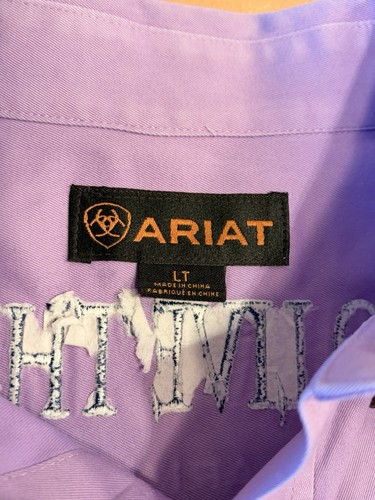 ARIAT
LT
MADE IN CHINA
FABRIQUÉ EN CHINE